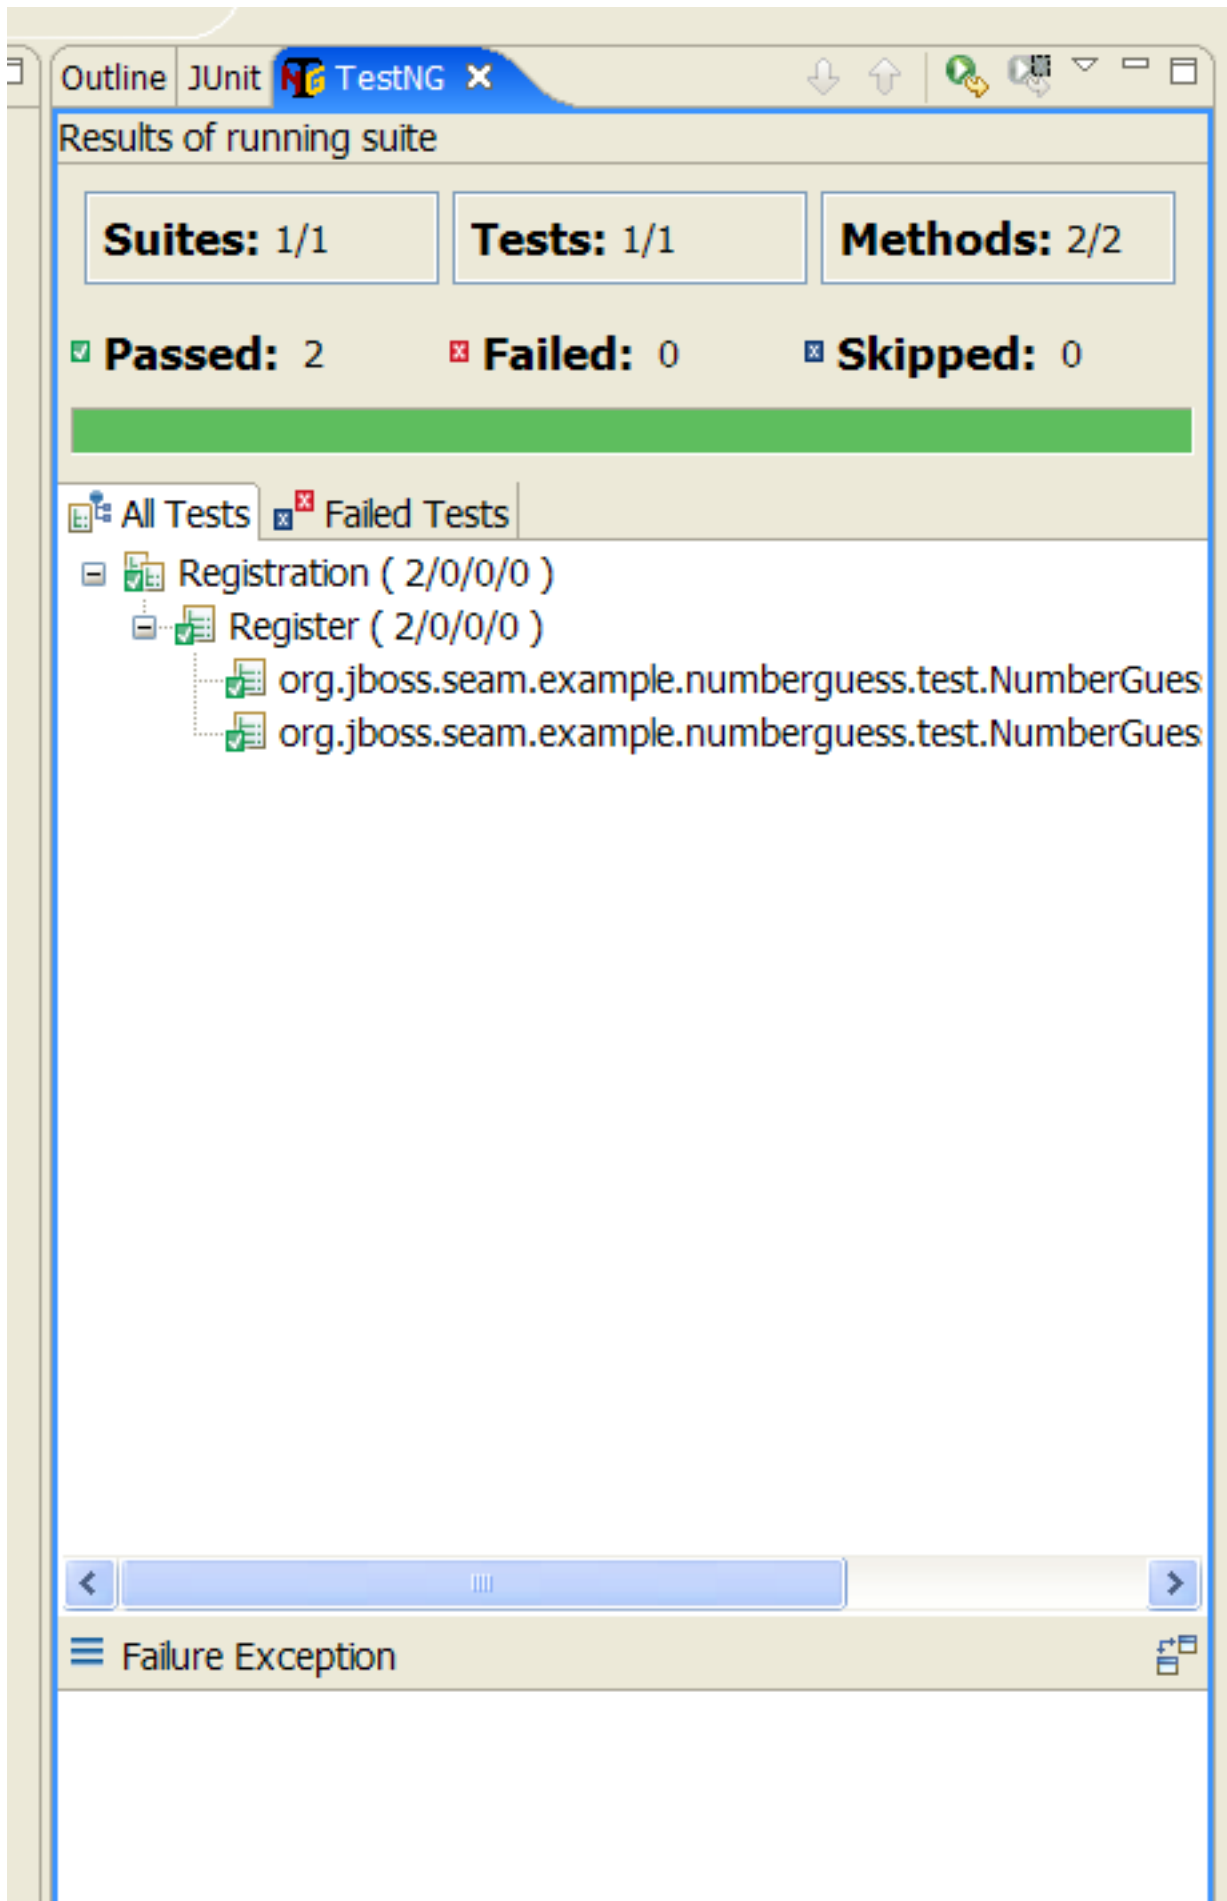 Outline JUnit TestNG
Results of running suite
Suites: 1/1 Tests: 1/1 Methods: 2/2
Passed: 2 Failed: 0 Skipped: 0
All Tests Failed Tests
Registration ( 2/0/0/0 )
Register ( 2/0/0/0 )
org.jboss.seam.example.numberguess.test.NumberGues
org.jboss.seam.example.numberguess.test.NumberGues
Failure Exception